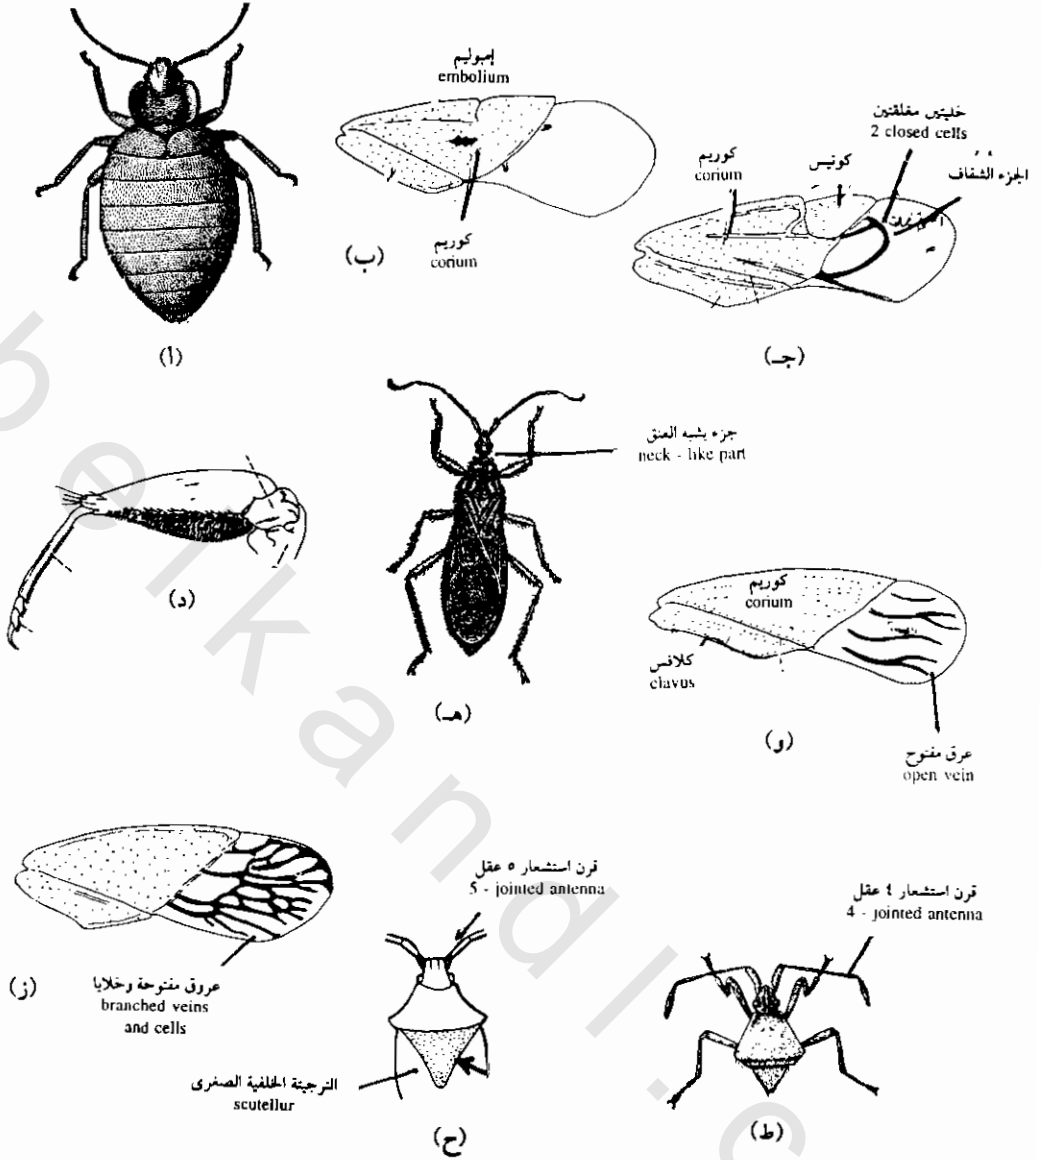 إمبوليم
embolium
كوريم
corium
(أ)
(ب)
خليتين مغلقتين
2 closed cells
كوريم
corium
كونيس
الجزء الشفاف
(جـ)
جزء يشبه العنق
neck - like part
(د)
(هـ)
كوريم
corium
كلافس
clavus
عرق مفتوح
open vein
(و)
عروق مفتوحة وخلايا
branched veins
and cells
(ز)
قرن استشعار ٥ عقل
5 - jointed antenna
الترجيتة الخلفية الصغرى
scutellur
(ح)
قرن استشعار ٤ عقل
4 - jointed antenna
(ط)
belkandl.c